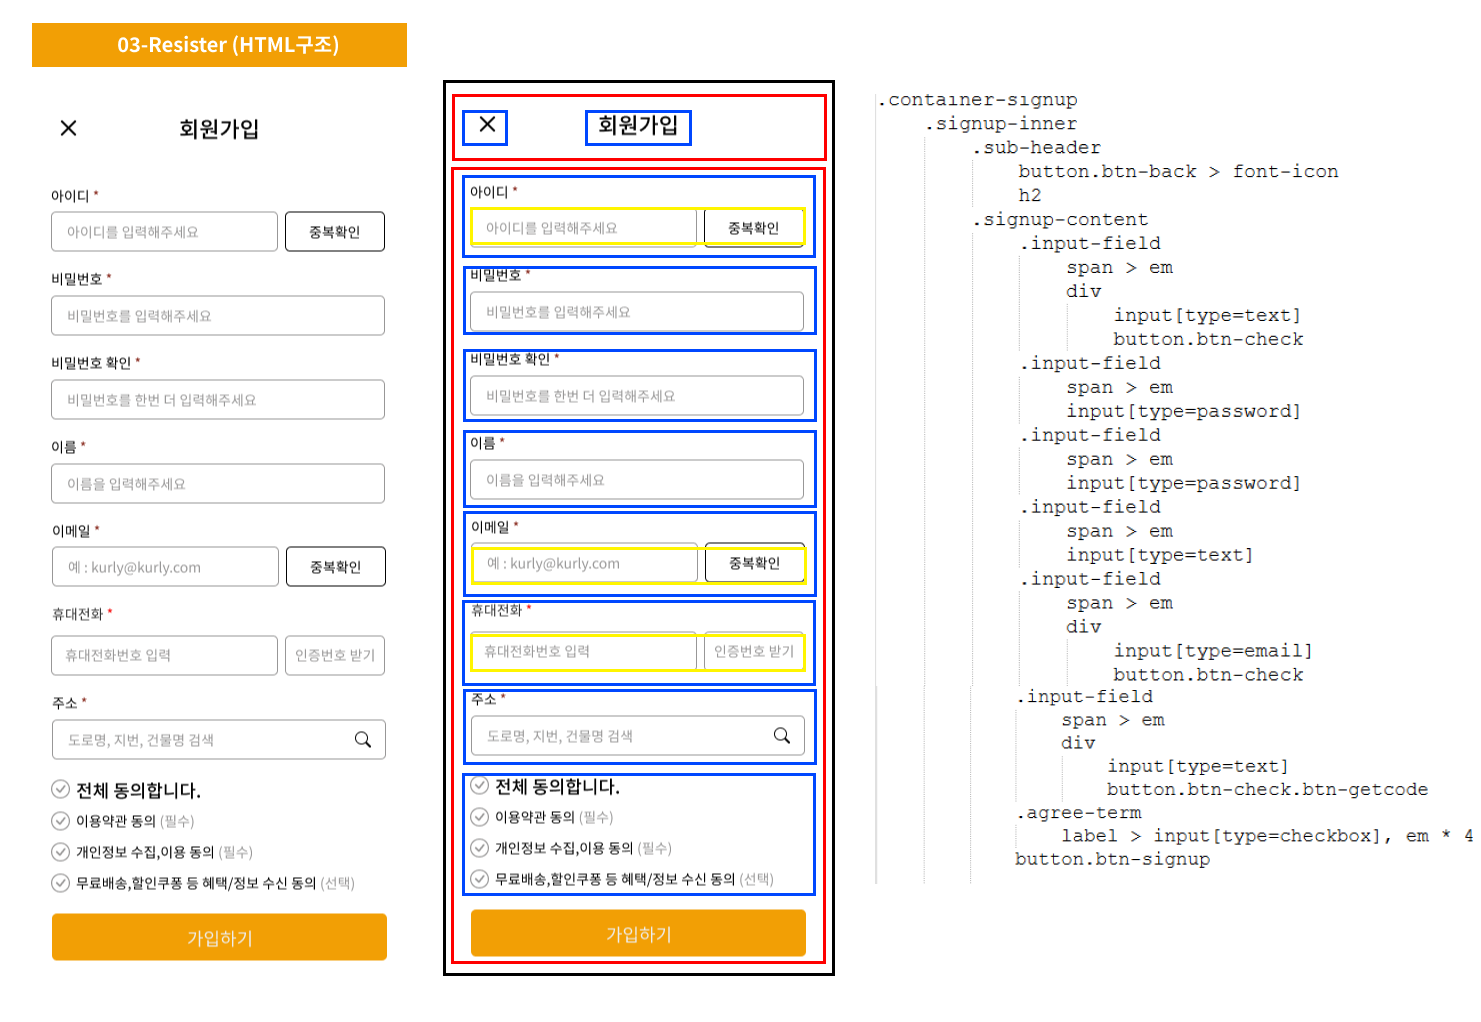 03-Resister (HTML구조)
회원가입
아이디 *
아이디를 입력해주세요
중복확인
비밀번호 *
비밀번호를 입력해주세요
비밀번호 확인 *
비밀번호를 한번 더 입력해주세요
이름 *
이름을 입력해주세요
이메일 *
예 : kurly@kurly.com
중복확인
휴대전화 *
휴대전화번호 입력
인증번호 받기
주소 *
도로명, 지번, 건물명 검색
전체 동의합니다.
이용약관 동의 (필수)
개인정보 수집,이용 동의 (필수)
무료배송,할인쿠폰 등 혜택/정보 수신 동의 (선택)
가입하기
회원가입
아이디 *
아이디를 입력해주세요
중복확인
비밀번호 *
비밀번호를 입력해주세요
비밀번호 확인 *
비밀번호를 한번 더 입력해주세요
이름 *
이름을 입력해주세요
이메일 *
예 : kurly@kurly.com
중복확인
휴대전화 *
휴대전화번호 입력
인증번호 받기
주소 *
도로명, 지번, 건물명 검색
전체 동의합니다.
이용약관 동의 (필수)
개인정보 수집,이용 동의 (필수)
무료배송,할인쿠폰 등 혜택/정보 수신 동의 (선택)
가입하기
.container-signup
.signup-inner
.sub-header
button.btn-back > font-icon
h2
.signup-content
.input-field
span > em
div
input[type=text]
button.btn-check
.input-field
span > em
input[type=password]
.input-field
span > em
input[type=password]
.input-field
span > em
input[type=text]
.input-field
span > em
div
input[type=email]
button.btn-check
.input-field
span > em
div
input[type=text]
button.btn-check.btn-getcode
.agree-term
label > input[type=checkbox], em * 4
button.btn-signup